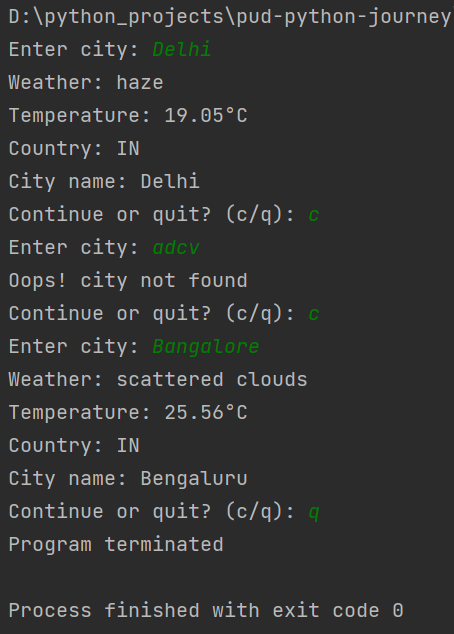 D:\python_projects\pud-python-journey
Enter city: Delhi
Weather: haze
Temperature: 19.05°C
Country: IN
City name: Delhi
Continue or quit? (c/q): c
Enter city: adcv
Oops! city not found
Continue or quit? (c/q): c
Enter city: Bangalore
Weather: scattered clouds
Temperature: 25.56°C
Country: IN
City name: Bengaluru
Continue or quit? (c/q): q
Program terminated
Process finished with exit code 0